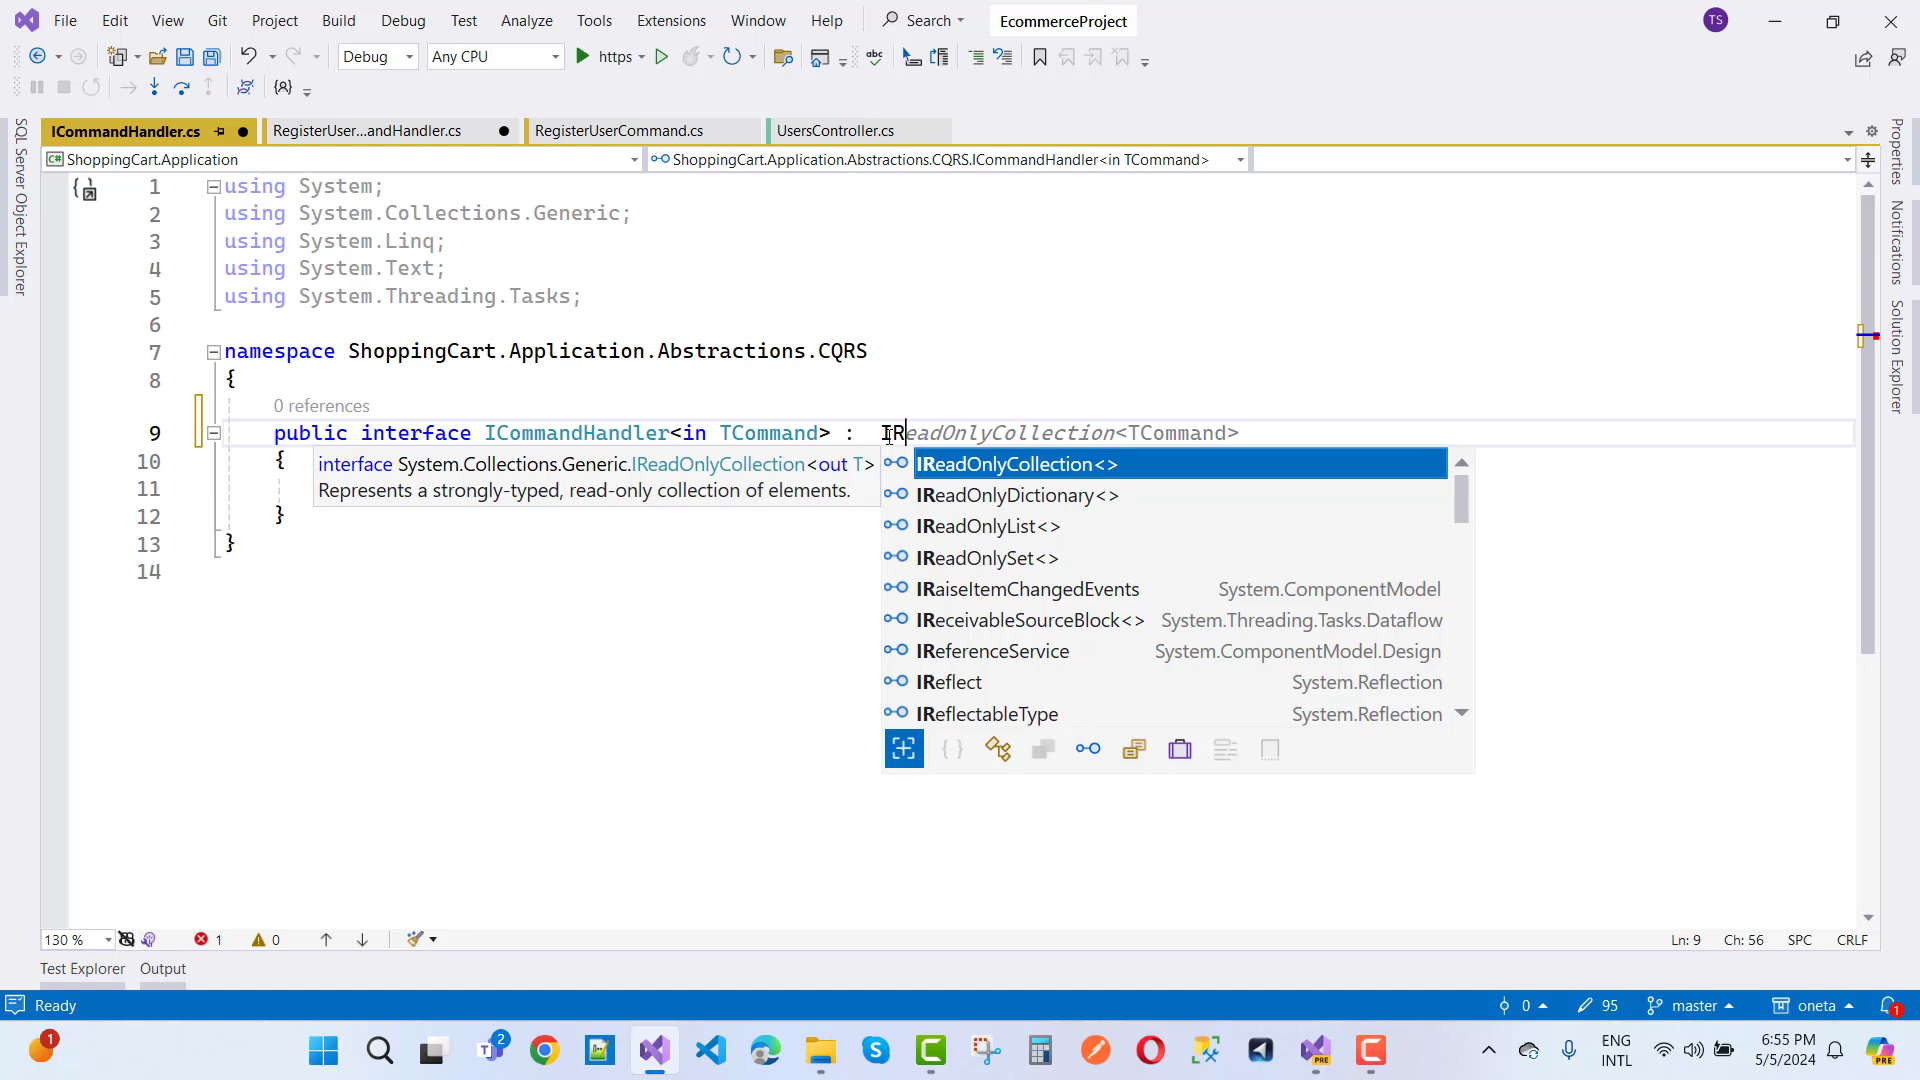 File Edit View Git Project Build Debug Test Analyze Tools Extensions Window Help Search EcommerceProject TS
Debug Any CPU https
ICommandHandler.cs RegisterUser...andHandler.cs RegisterUserCommand.cs UsersController.cs
ShoppingCart.Application ShoppingCart.Application.Abstractions.CQRS.ICommandHandler<in TCommand>
SQL Server Object Explorer
Properties
Notifications
Solution Explorer
1 using System;
2 using System.Collections.Generic;
3 using System.Linq;
4 using System.Text;
5 using System.Threading.Tasks;
6
7 namespace ShoppingCart.Application.Abstractions.CQRS
8 {
0 references
9 public interface ICommandHandler<in TCommand> : IReadOnlyCollection<TCommand>
10 {
11
12 }
13 }
14
interface System.Collections.Generic.IReadOnlyCollection<out T>
Represents a strongly-typed, read-only collection of elements.
IReadOnlyCollection<>
IReadOnlyDictionary<>
IReadOnlyList<>
IReadOnlySet<>
IRaiseItemChangedEvents System.ComponentModel
IReceivableSourceBlock<> System.Threading.Tasks.Dataflow
IReferenceService System.ComponentModel.Design
IReflect System.Reflection
IReflectableType System.Reflection
130 % 1 0 Ln: 9 Ch: 56 SPC CRLF
Test Explorer Output
Ready 0 95 master oneta 1
1 2 PRE ENG 6:55 PM PRE
INTL 5/5/2024